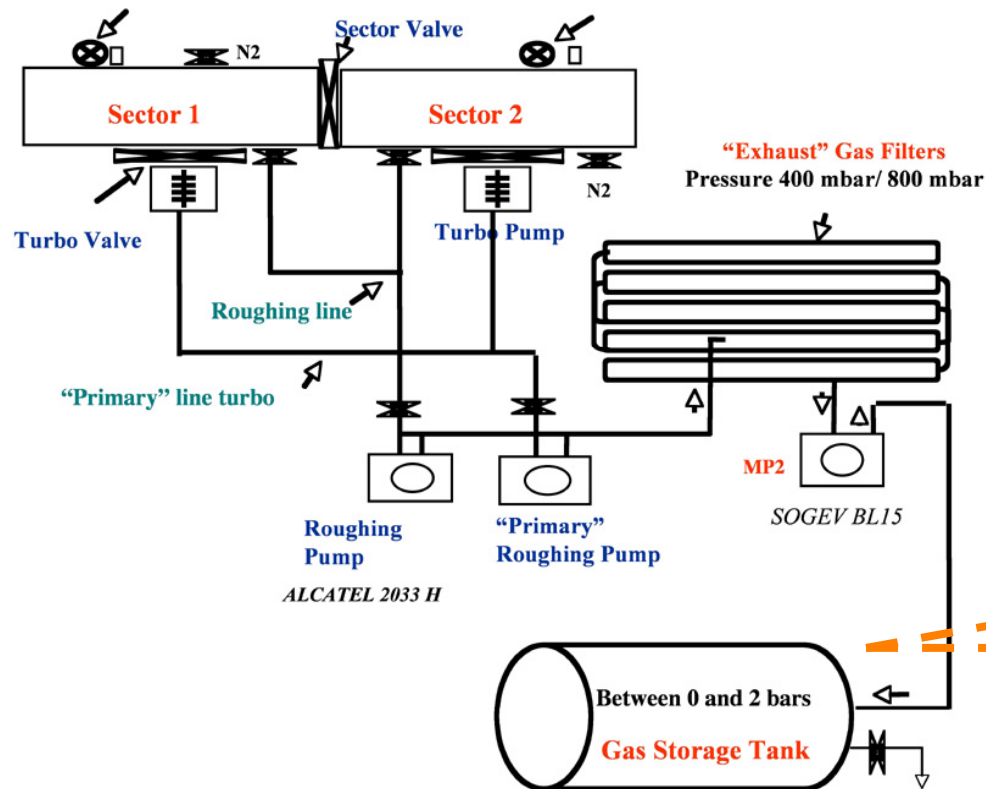 Sector Valve
N2
Sector 1
Sector 2
N2
“Exhaust” Gas Filters
Pressure 400 mbar/ 800 mbar
Turbo Valve
Turbo Pump
Roughing line
“Primary” line turbo
MP2
SOGEV BL15
Roughing
Pump
“Primary”
Roughing Pump
ALCATEL 2033 H
Between 0 and 2 bars
Gas Storage Tank